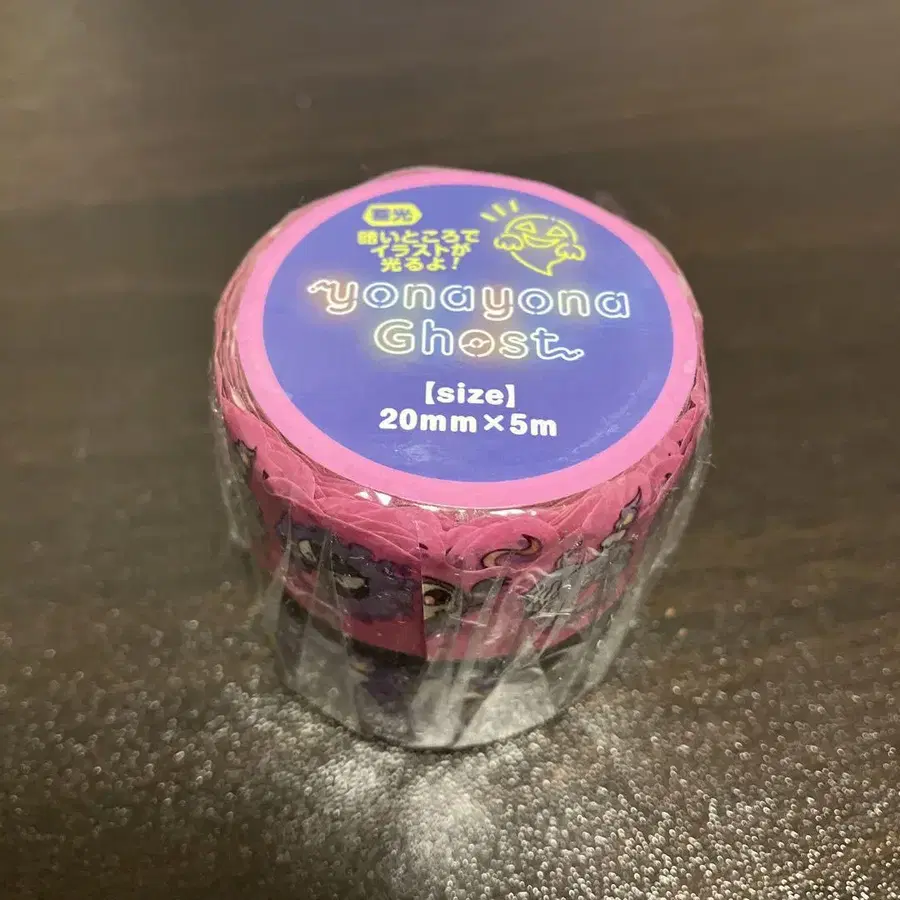 蓄光
暗いところで
イラストが
光るよ!
yonayona
Ghost
【size】
20mm×5m